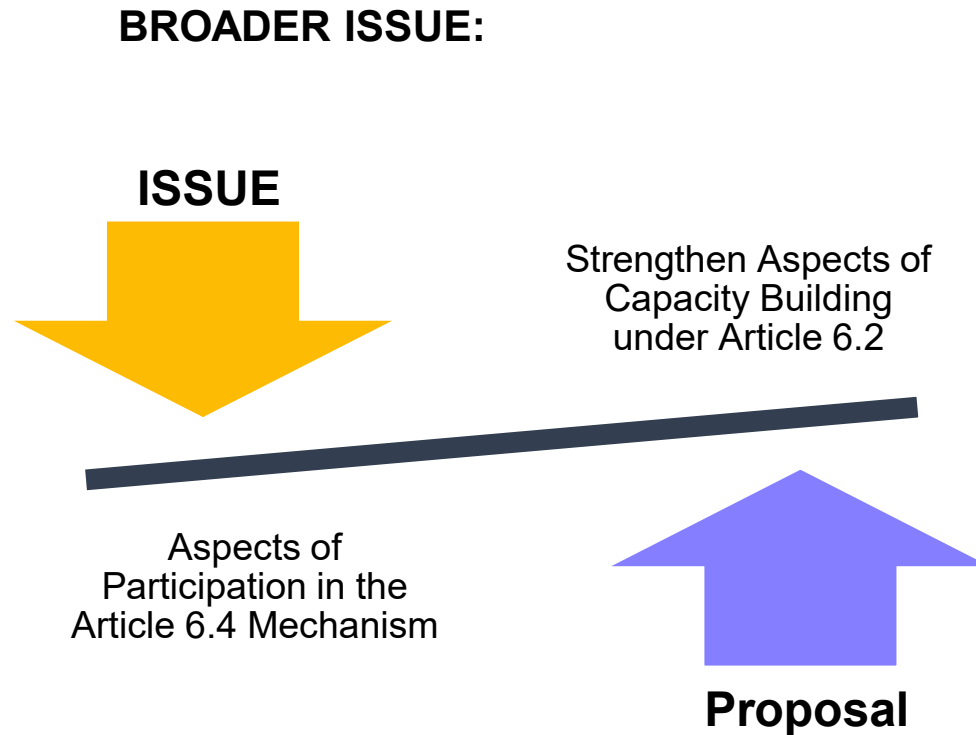 BROADER ISSUE:
ISSUE
Strengthen Aspects of
Capacity Building
under Article 6.2
Aspects of
Participation in the
Article 6.4 Mechanism
Proposal